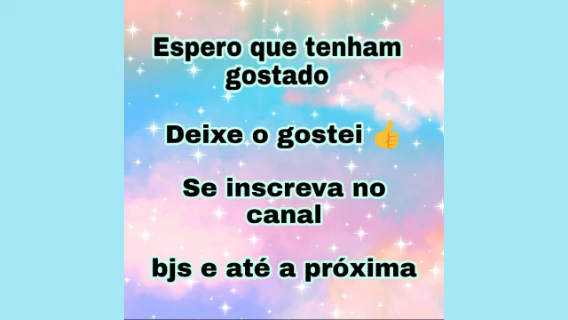 Espero que tenham
gostado
Deixe o gostei 👍
Se inscreva no
canal
bjs e até a próxima